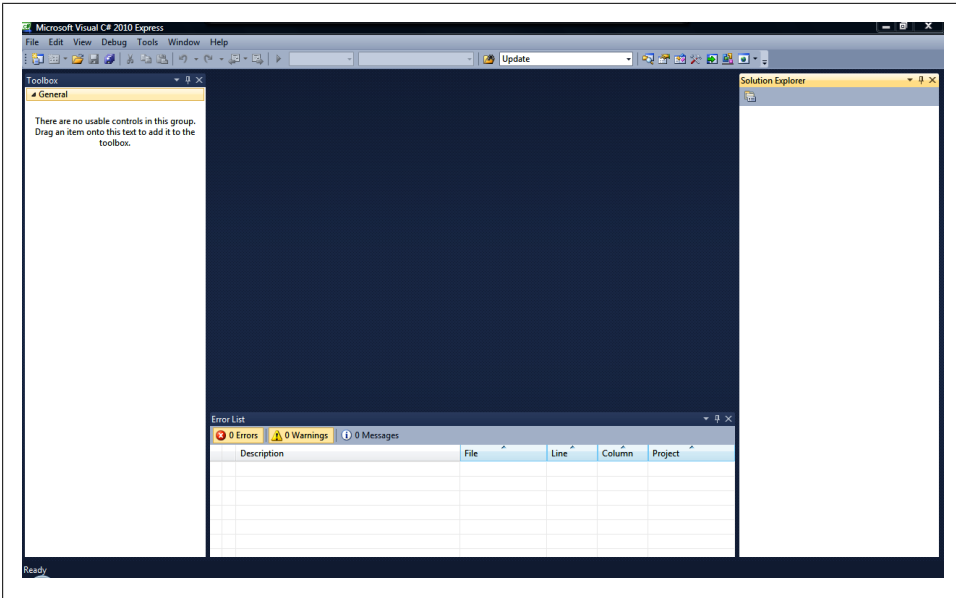 Microsoft Visual C# 2010 Express
File Edit View Debug Tools Window Help
Update
Toolbox
General
There are no usable controls in this group.
Drag an item onto this text to add it to the
toolbox.
Solution Explorer
Error List
0 Errors 0 Warnings 0 Messages
Description File Line Column Project
Ready